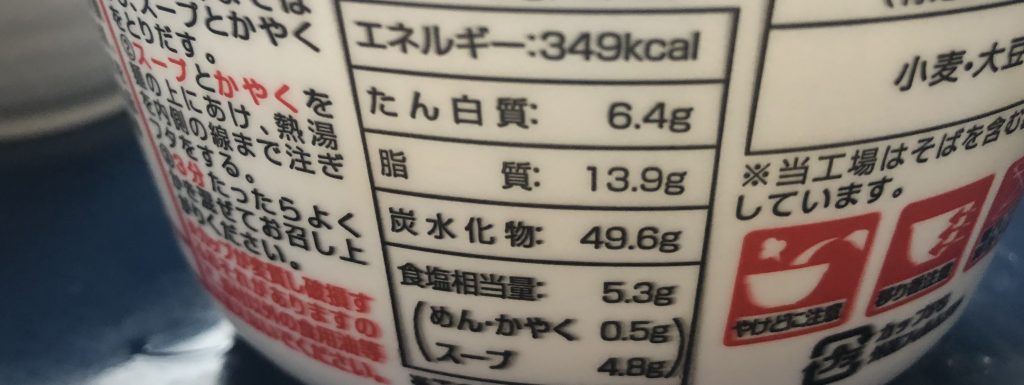 スープとかやく
をとりだす。
スープとかやくを
の上にあけ、熱湯
を内側の線まで注ぎ
フタをする。
3分たったらよく
混ぜてお召し上
がりください。
エネルギー:349kcal
たん白質: 6.4g
脂質: 13.9g
炭水化物: 49.6g
食塩相当量: 5.3g
(めん・かやく 0.5g)
(スープ 4.8g)
小麦・大豆
※当工場はそばを含む
しています。
やけどに注意
移り香注意